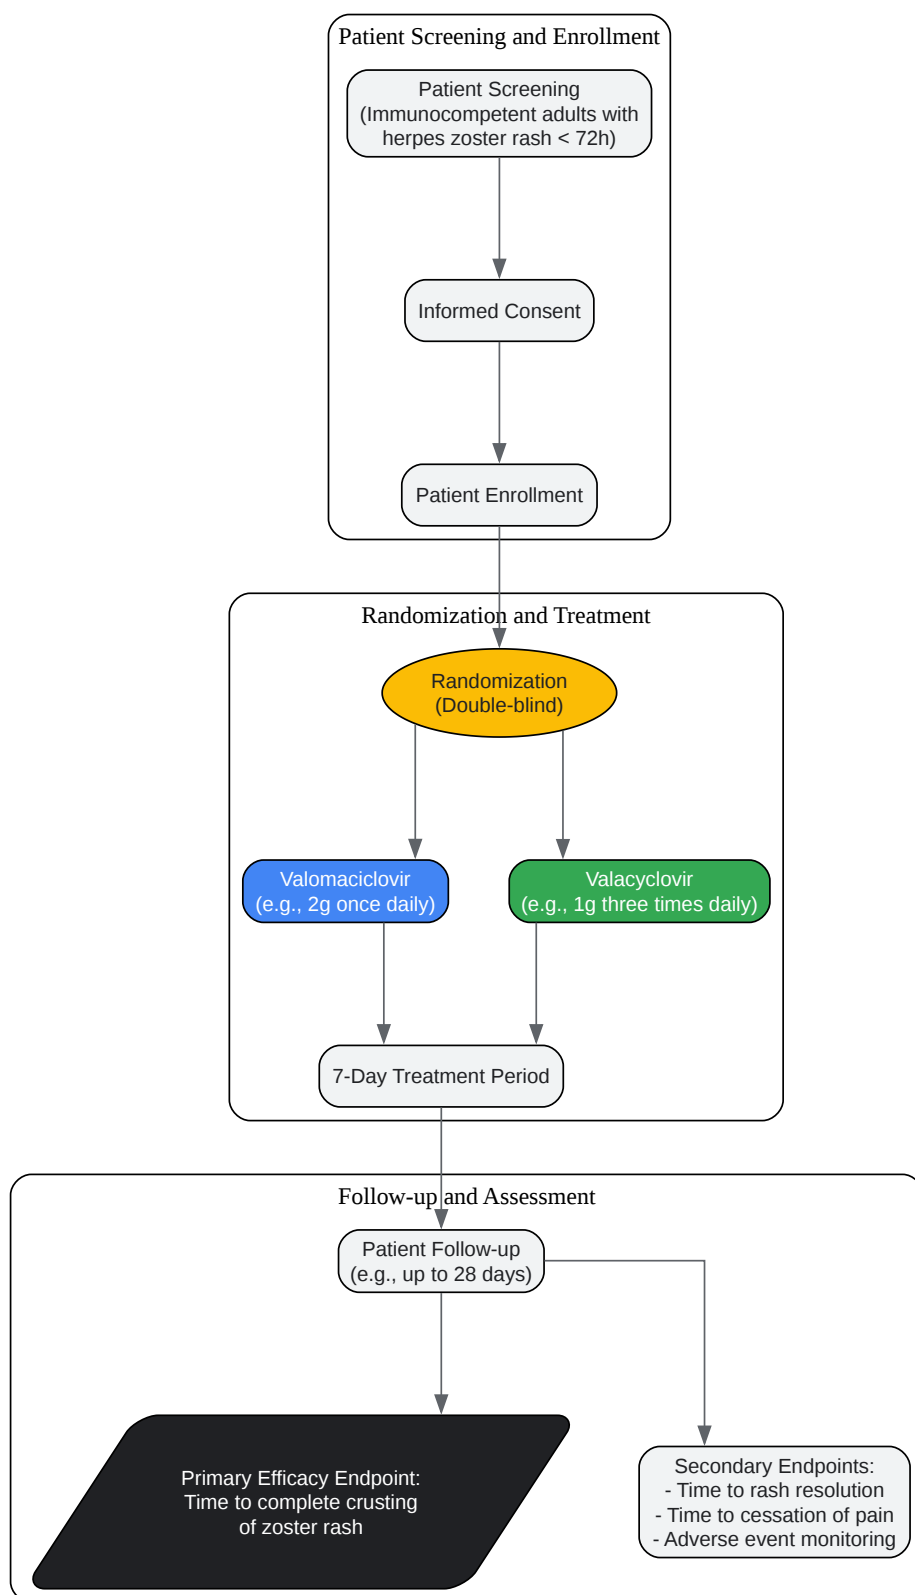 Patient Screening and Enrollment
Patient Screening
(Immunocompetent adults with
herpes zoster rash < 72h)
Informed Consent
Patient Enrollment
Randomization and Treatment
Randomization
(Double-blind)
Valomaciclovir
(e.g., 2g once daily)
Valacyclovir
(e.g., 1g three times daily)
7-Day Treatment Period
Follow-up and Assessment
Patient Follow-up
(e.g., up to 28 days)
Primary Efficacy Endpoint:
Time to complete crusting
of zoster rash
Secondary Endpoints:
- Time to rash resolution
- Time to cessation of pain
- Adverse event monitoring